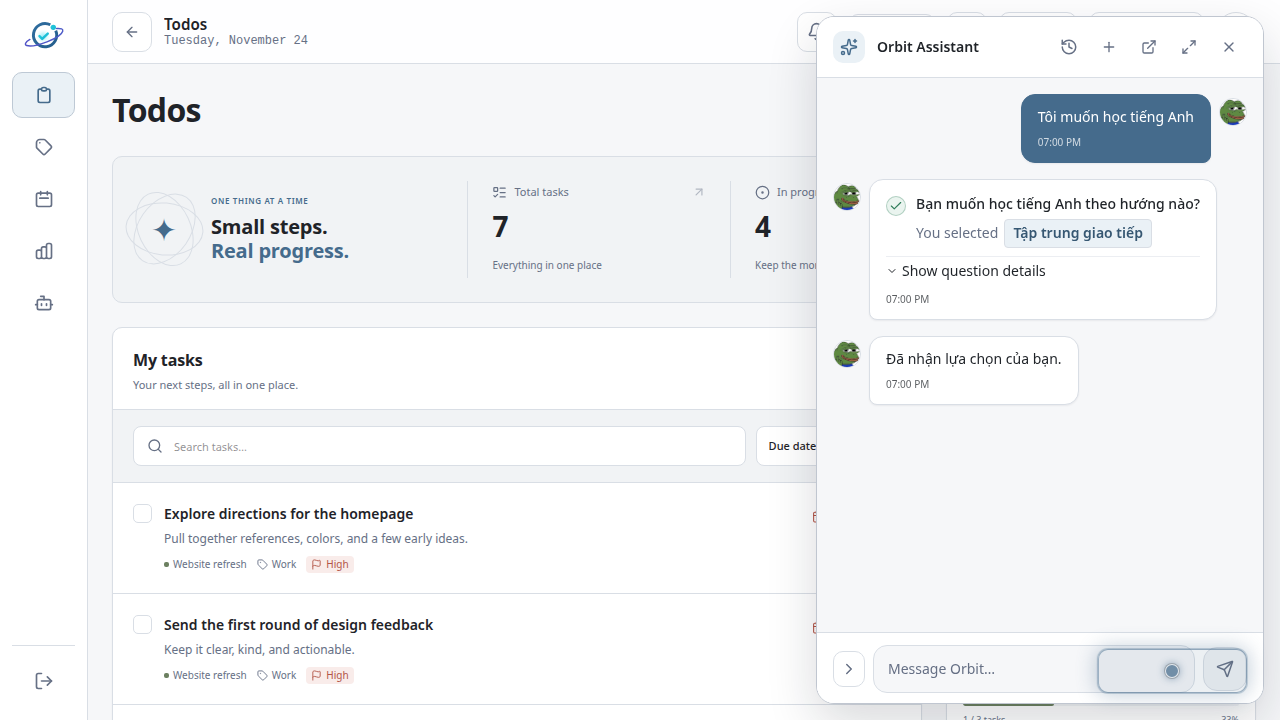 Todos
Tuesday, November 24
Todos
ONE THING AT A TIME
Small steps.
Real progress.
Total tasks
7
Everything in one place
4
My tasks
Your next steps, all in one place.
Search tasks...
Due date
Explore directions for the homepage
Pull together references, colors, and a few early ideas.
Website refresh
Work
High
Send the first round of design feedback
Keep it clear, kind, and actionable.
Website refresh
Work
High
Orbit Assistant
Tôi muốn học tiếng Anh
07:00 PM
Bạn muốn học tiếng Anh theo hướng nào?
You selected Tập trung giao tiếp
Show question details
07:00 PM
Đã nhận lựa chọn của bạn.
07:00 PM
Message Orbit...